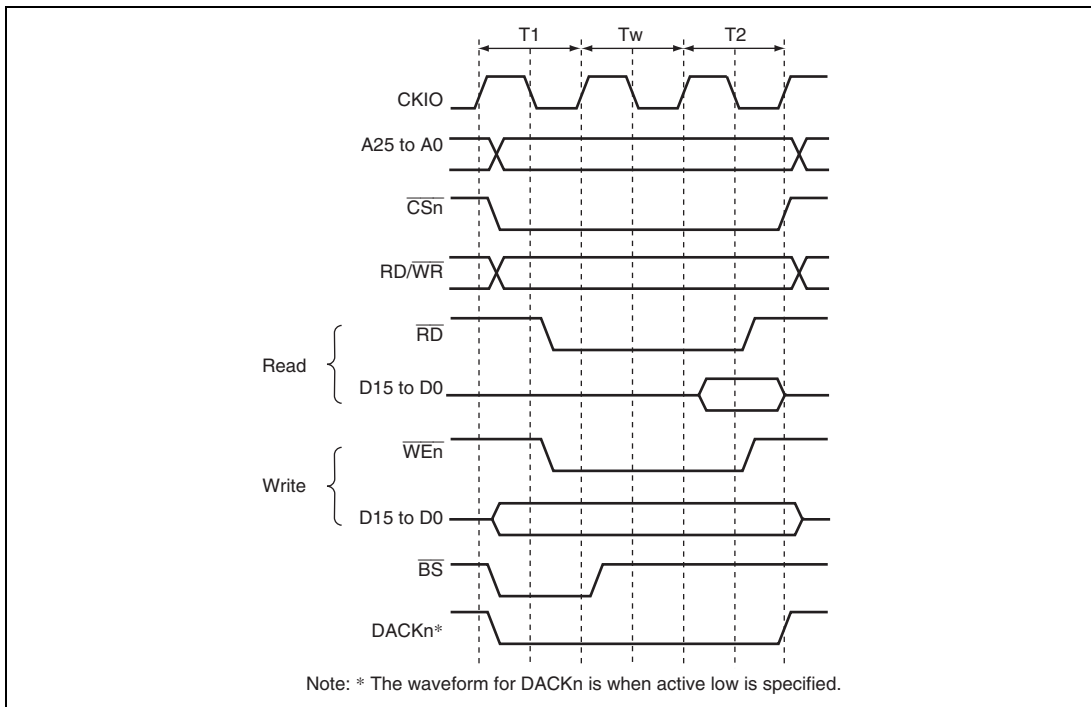 T1 Tw T2
CKIO
A25 to A0
CSn
RD/WR
RD
Read
D15 to D0
WEn
Write
D15 to D0
BS
DACKn*
Note: * The waveform for DACKn is when active low is specified.